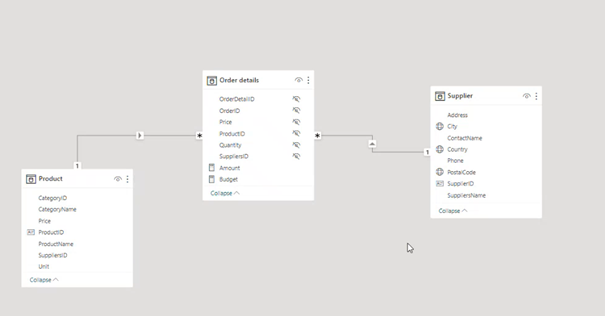 Order details
OrderDetailID
OrderID
Price
ProductID
Quantity
SuppliersID
Amount
Budget
Collapse
Supplier
Address
City
ContactName
Country
Phone
PostalCode
SupplierID
SuppliersName
Collapse
1
*
*
1
Product
CategoryID
CategoryName
Price
ProductID
ProductName
SuppliersID
Unit
Collapse